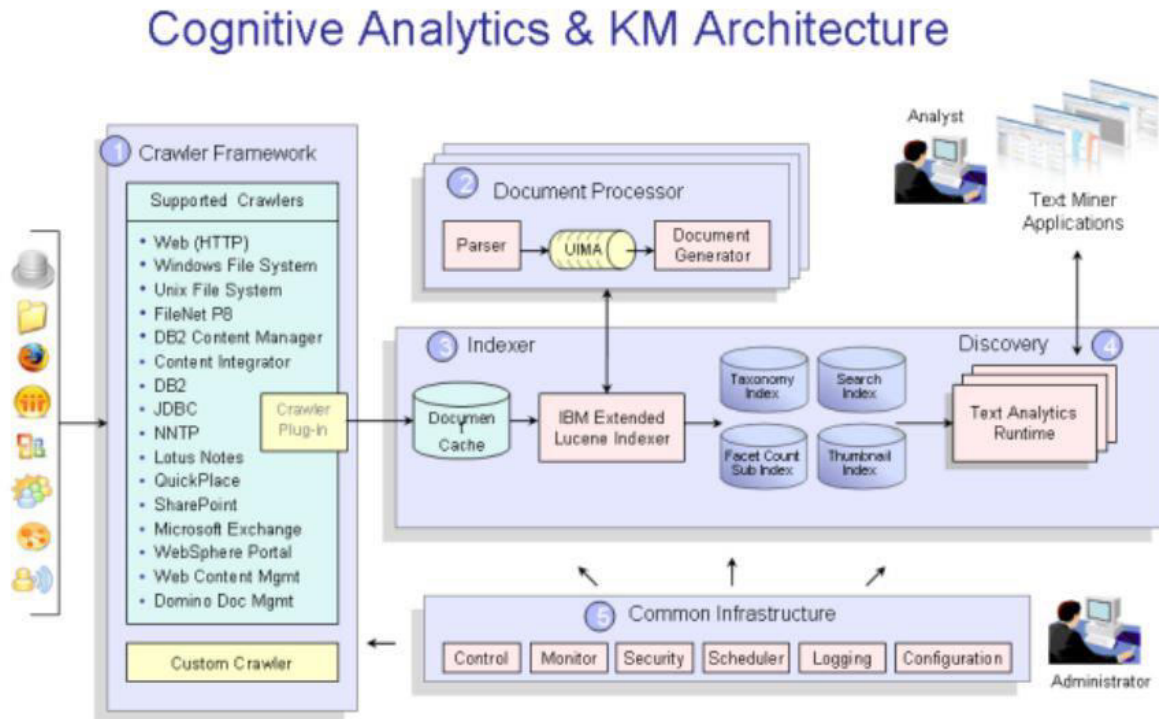 Cognitive Analytics & KM Architecture
1 Crawler Framework
Supported Crawlers
• Web (HTTP)
• Windows File System
• Unix File System
• FileNet P8
• DB2 Content Manager
• Content Integrator
• DB2
• JDBC
• NNTP
• Lotus Notes
• QuickPlace
• SharePoint
• Microsoft Exchange
• WebSphere Portal
• Web Content Mgmt
• Domino Doc Mgmt
Crawler
Plug-in
Custom Crawler
2 Document Processor
Parser
UIMA
Document
Generator
Analyst
Text Miner
Applications
3 Indexer
Documen
T
Cache
IBM Extended
Lucene Indexer
Taxonomy
Index
Search
Index
Facet Count
Sub Index
Thumbnail
Index
Discovery 4
Text Analytics
Runtime
5 Common Infrastructure
Control
Monitor
Security
Scheduler
Logging
Configuration
Administrator